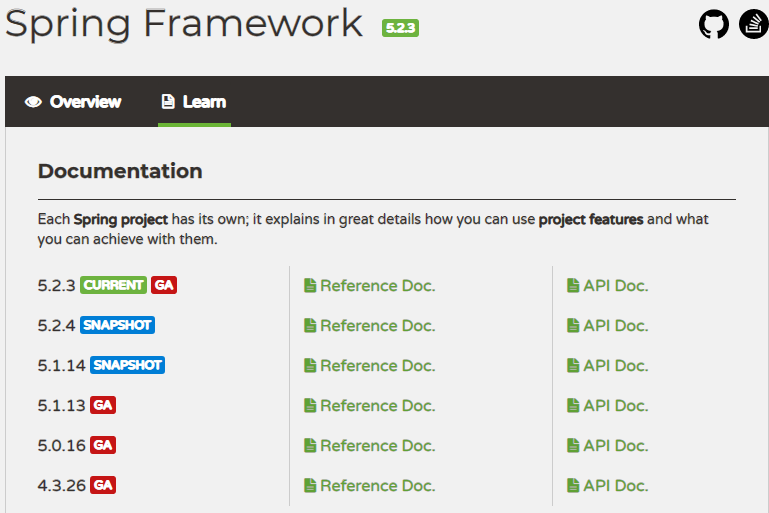 Spring Framework 5.2.3
Overview Learn
Documentation
Each Spring project has its own; it explains in great details how you can use project features and what
you can achieve with them.
5.2.3 CURRENT GA Reference Doc. API Doc.
5.2.4 SNAPSHOT Reference Doc. API Doc.
5.1.14 SNAPSHOT Reference Doc. API Doc.
5.1.13 GA Reference Doc. API Doc.
5.0.16 GA Reference Doc. API Doc.
4.3.26 GA Reference Doc. API Doc.